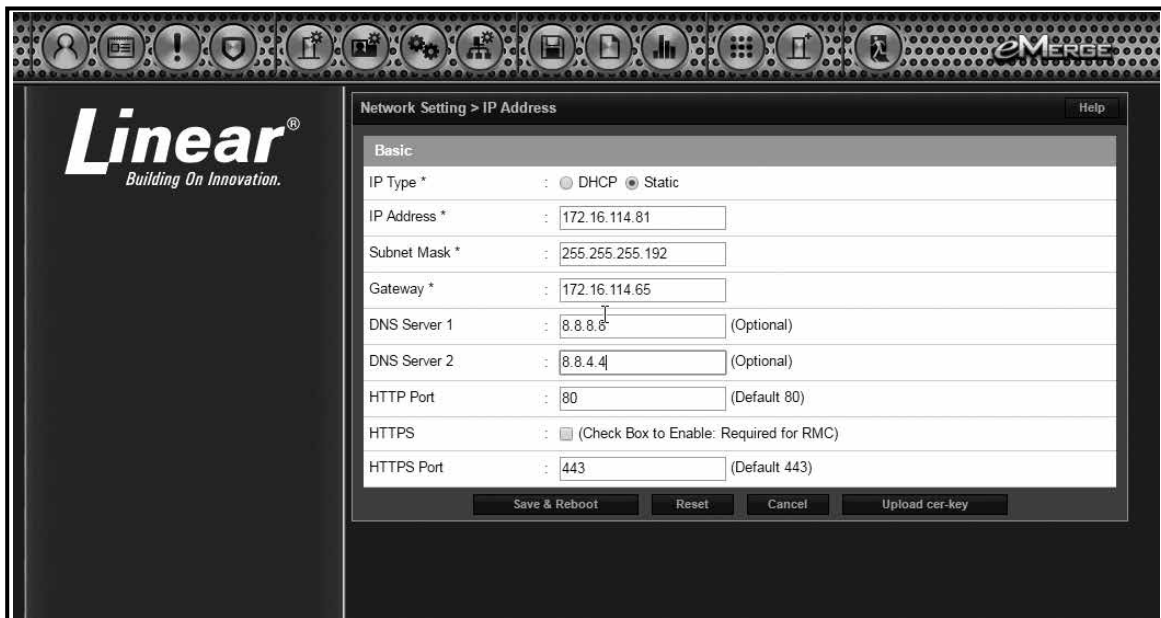 eMERGE
Linear®
Building On Innovation.
Network Setting > IP Address
Help
Basic
IP Type * : DHCP Static
IP Address * : 172.16.114.81
Subnet Mask * : 255.255.255.192
Gateway * : 172.16.114.65
DNS Server 1 : 8.8.8.8 (Optional)
DNS Server 2 : 8.8.4.4 (Optional)
HTTP Port : 80 (Default 80)
HTTPS : (Check Box to Enable: Required for RMC)
HTTPS Port : 443 (Default 443)
Save & Reboot Reset Cancel Upload cer-key